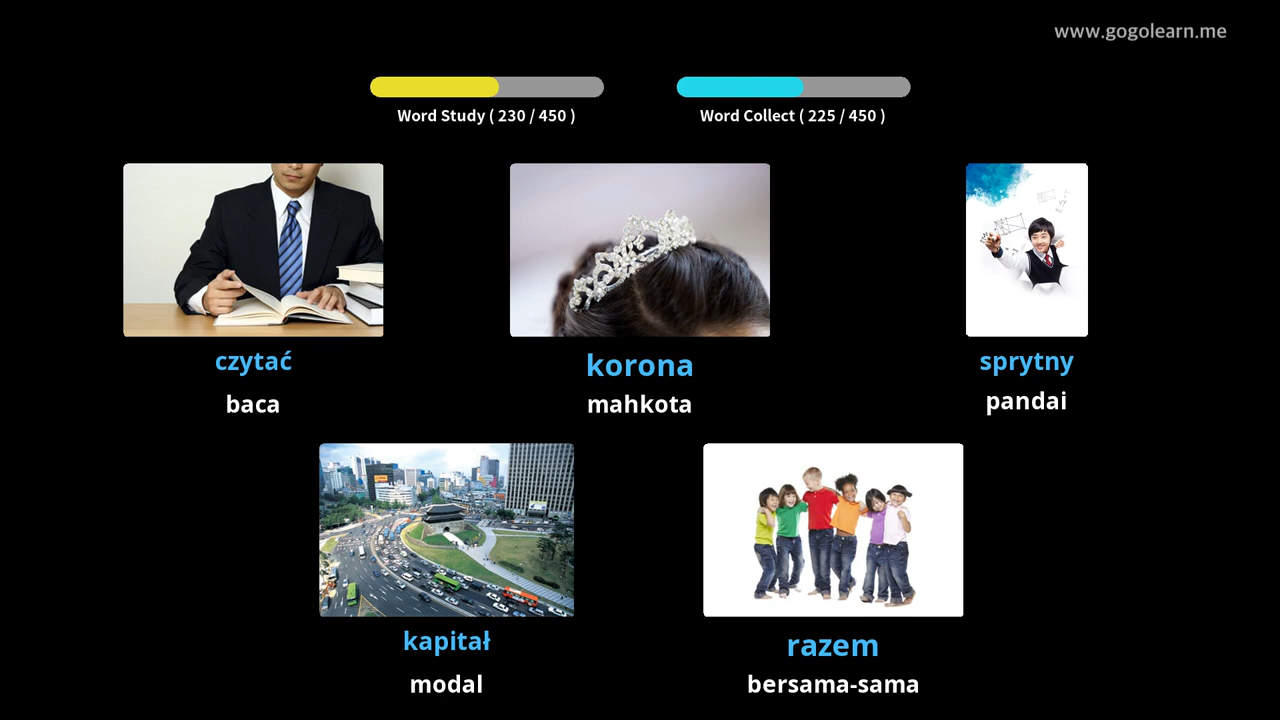 www.gogolearn.me
Word Study ( 230 / 450 )
Word Collect ( 225 / 450 )
czytać
baca
korona
mahkota
sprytny
pandai
kapitał
modal
razem
bersama-sama